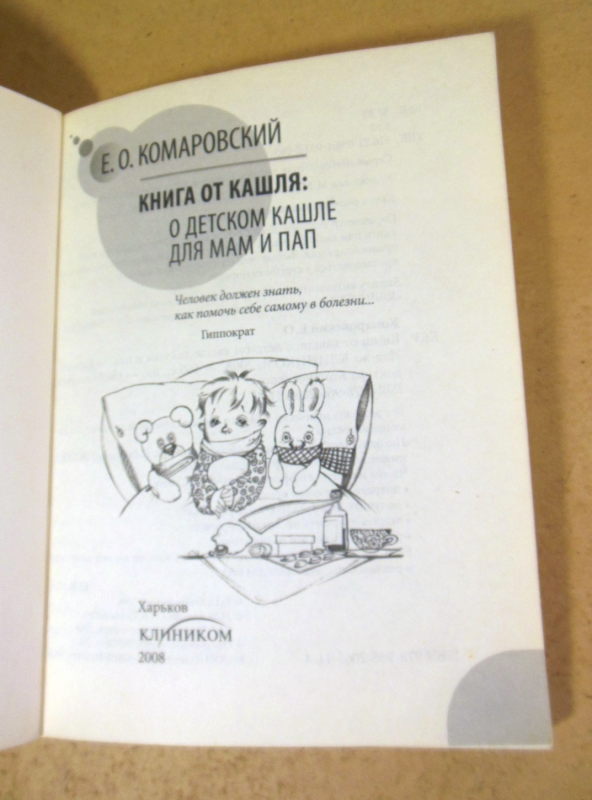 Е. О. КОМАРОВСКИЙ
КНИГА ОТ КАШЛЯ:
О ДЕТСКОМ КАШЛЕ
ДЛЯ МАМ И ПАП
Человек должен знать,
как помочь себе самому в болезни...
Гиппократ
Харьков
КЛИНИКОМ
2008